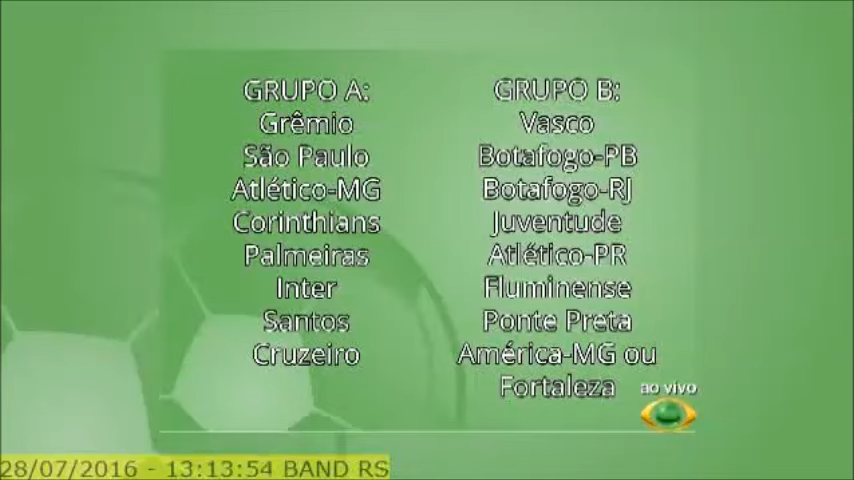 GRUPO A:
Grêmio
São Paulo
Atlético-MG
Corinthians
Palmeiras
Inter
Santos
Cruzeiro
GRUPO B:
Vasco
Botafogo-PB
Botafogo-RJ
Juventude
Atlético-PR
Fluminense
Ponte Preta
América-MG ou
Fortaleza
ao vivo
28/07/2016 - 13:13:54 BAND RS